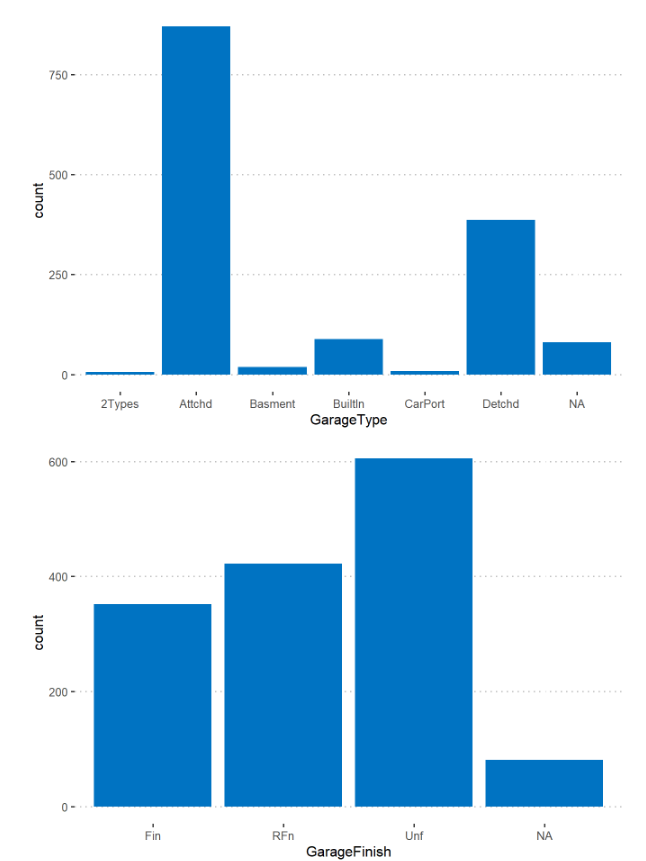 750
500
count
250
0
2Types Attchd Basment BuiltIn CarPort Detchd NA
GarageType
600
400
count
200
0
Fin RFn Unf NA
GarageFinish